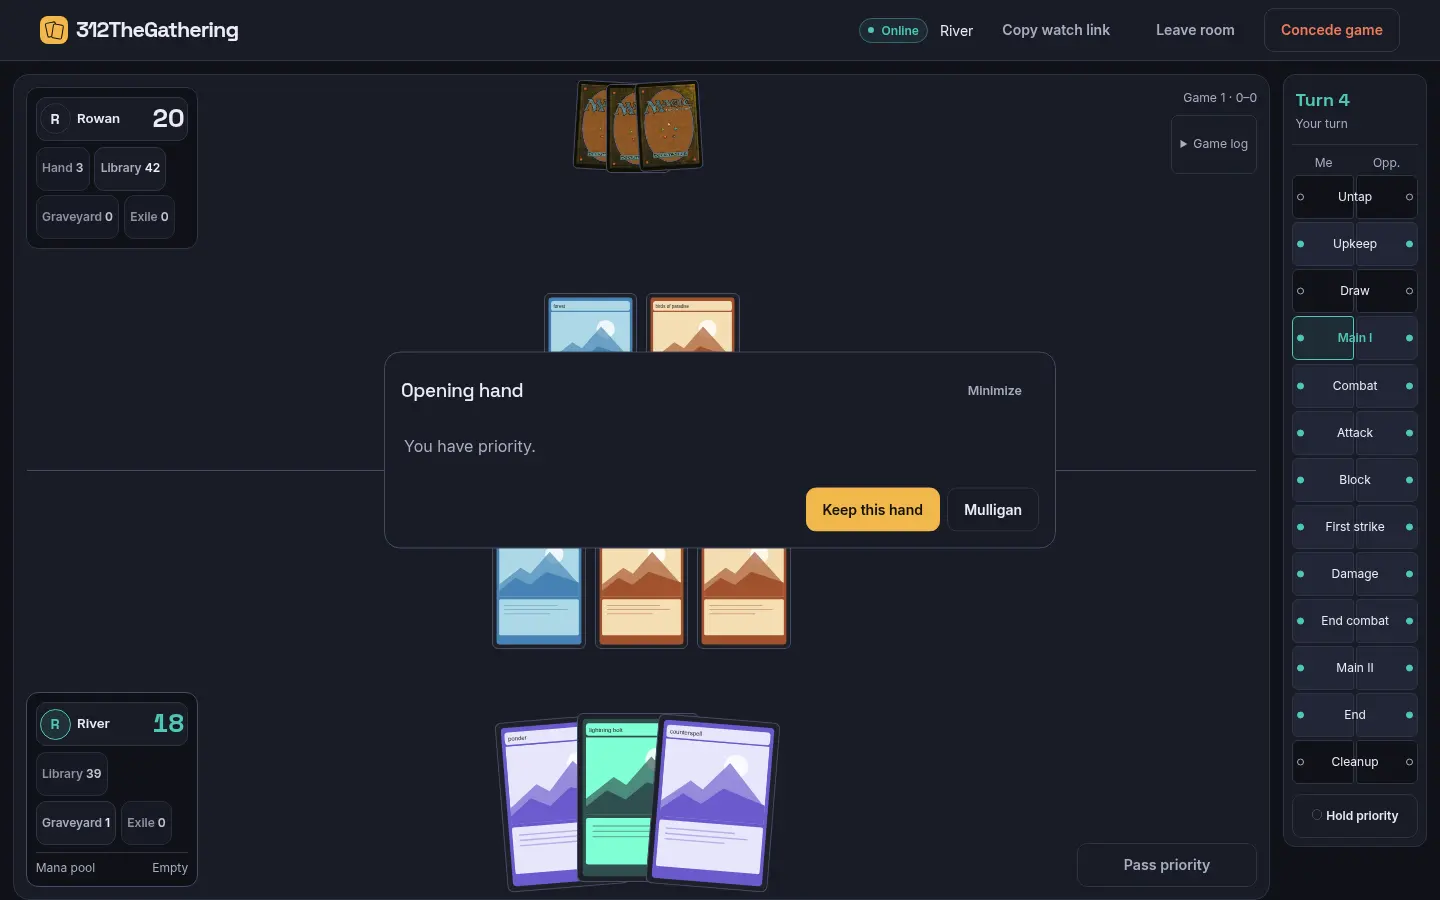 312TheGathering
Online
River
Copy watch link
Leave room
Concede game
R
Rowan
20
Hand 3
Library 42
Graveyard 0
Exile 0
Game 1 · 0–0
Game log
forest
birds of paradise
Opening hand
Minimize
You have priority.
Keep this hand
Mulligan
R
River
18
Library 39
Graveyard 1
Exile 0
Mana pool
Empty
ponder
lightning bolt
counterspell
Pass priority
Turn 4
Your turn
Me
Opp.
Untap
Upkeep
Draw
Main I
Combat
Attack
Block
First strike
Damage
End combat
Main II
End
Cleanup
Hold priority